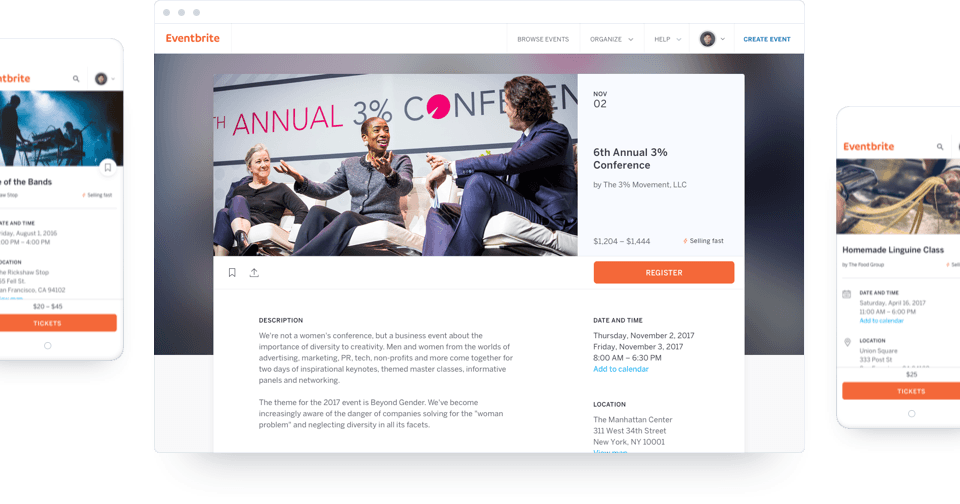 Eventbrite
BROWSE EVENTS
ORGANIZE
HELP
CREATE EVENT
TH ANNUAL 3% CONFEREN
NOV
02
6th Annual 3%
Conference
by The 3% Movement, LLC
$1,204 – $1,444
Selling fast
REGISTER
DESCRIPTION
We're not a women's conference, but a business event about the
importance of diversity to creativity. Men and women from the worlds of
advertising, marketing, PR, tech, non-profits and more come together for
two days of inspirational keynotes, themed master classes, informative
panels and networking.
The theme for the 2017 event is Beyond Gender. We've become
increasingly aware of the danger of companies solving for the "woman
problem" and neglecting diversity in all its facets.
DATE AND TIME
Thursday, November 2, 2017
Friday, November 3, 2017
8:00 AM – 6:30 PM
Add to calendar
LOCATION
The Manhattan Center
311 West 34th Street
New York, NY 10001
View map
ntbrite
e of the Bands
aw Stop
Selling fast
ATE AND TIME
riday, August 1, 2016
00 PM – 4:00 PM
OCATION
he Rickshaw Stop
55 Fell St.
an Francisco, CA 94102
$20 – $45
TICKETS
Eventbrite
Homemade Linguine Class
by The Food Group
Sell
DATE AND TIME
Saturday, April 16, 2017
11:00 AM – 6:00 PM
Add to calendar
LOCATION
Union Square
333 Post St
$25
TICKETS